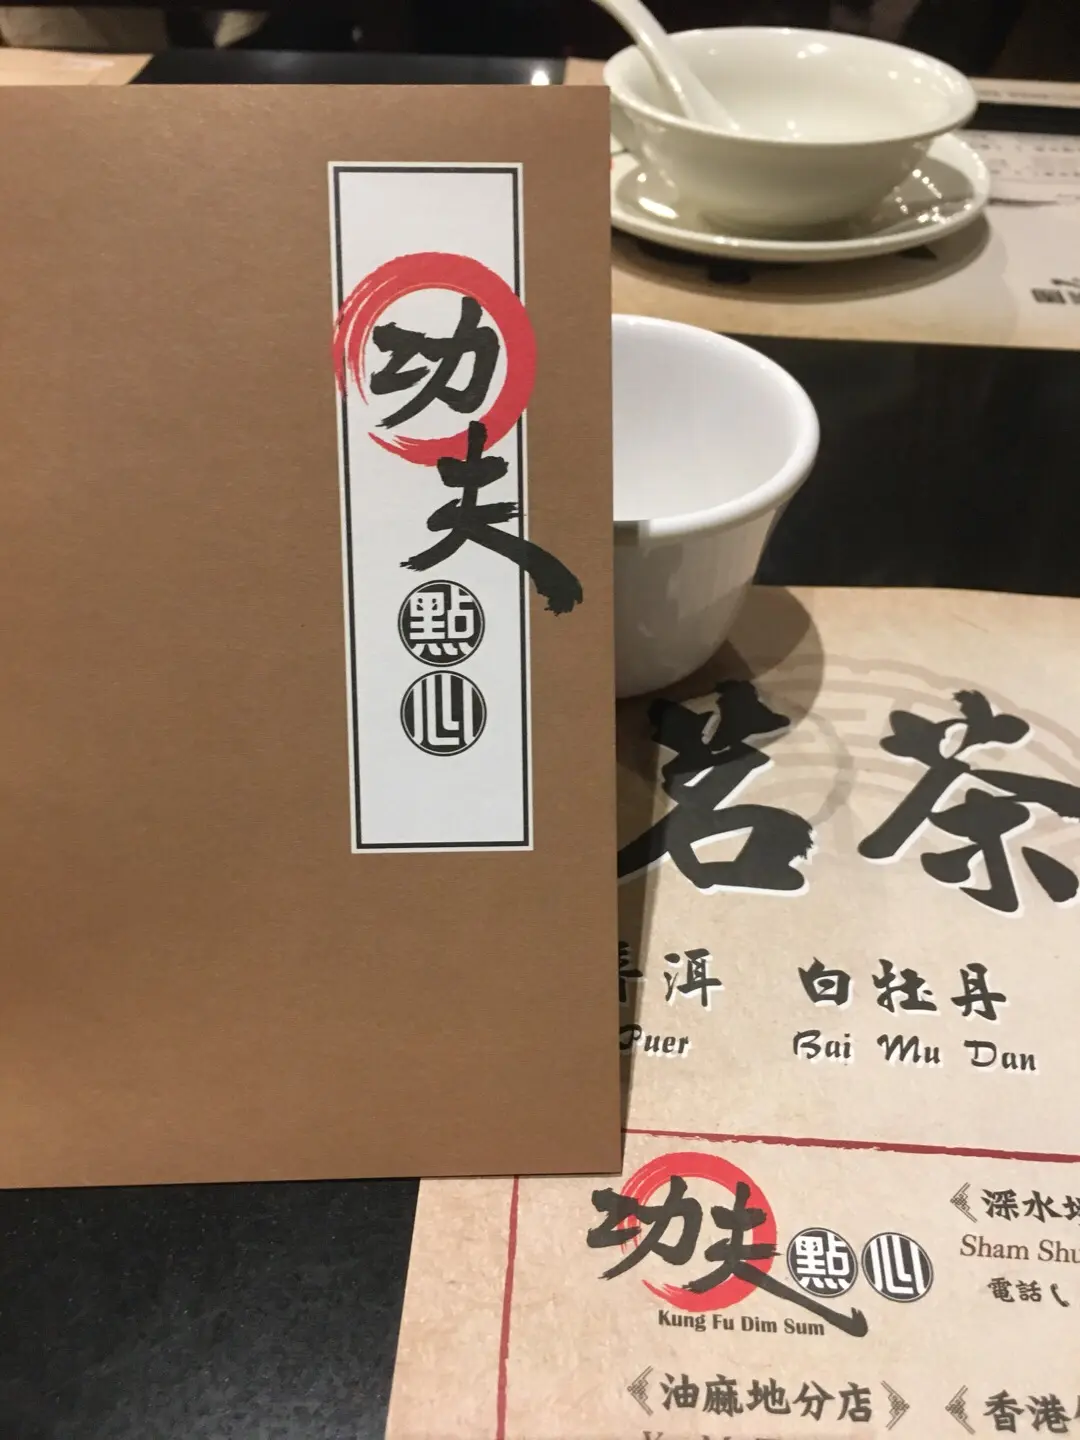 功夫
點心
茗茶
洱 白牡丹
Puer Bai Mu Dan
功夫點心
Kung Fu Dim Sum
深水
Sham Shu
電話
油麻地分店
香港